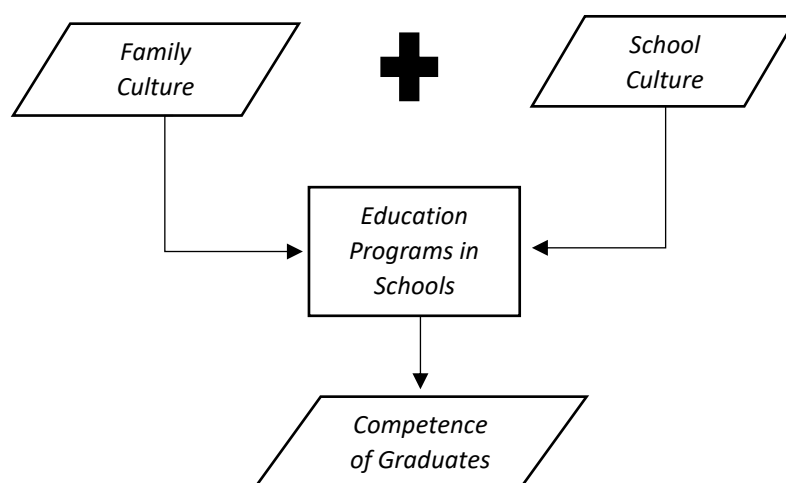 Family
Culture
School
Culture
Education
Programs in
Schools
Competence
of Graduates